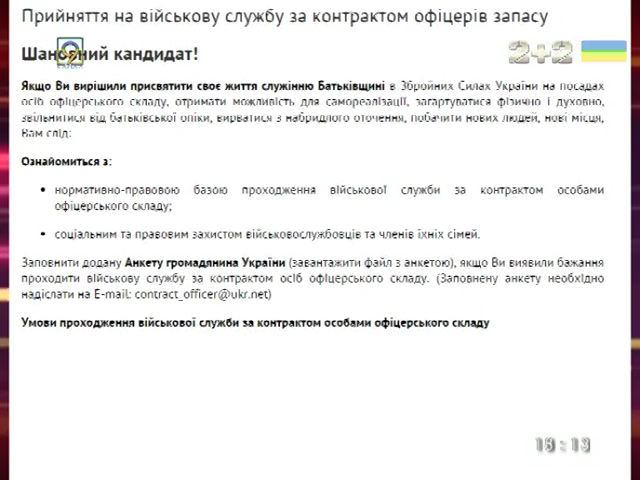 Прийняття на військову службу за контрактом офіцерів запасу
Шановний кандидат!
2+2
Якщо Ви вирішили присвятити своє життя служінню Батьківщині в Збройних Силах України на посадах
осіб офіцерського складу, отримати можливість для самореалізації, загартуватися фізично і духовно,
звільнитися від батьківської опіки, вирватися з набридлого оточення, побачити нових людей, нові місця,
Вам слід:
Ознайомиться з:
• нормативно-правовою базою проходження військової служби за контрактом особами
офіцерського складу;
• соціальним та правовим захистом військовослужбовців та членів їхніх сімей.
Заповнити додану Анкету громадянина України (завантажити файл з анкетою), якщо Ви виявили бажання
проходити військову службу за контрактом осіб офіцерського складу. (Заповнену анкету необхідно
надіслати на E-mail: contract_officer@ukr.net)
Умови проходження військової служби за контрактом особами офіцерського складу